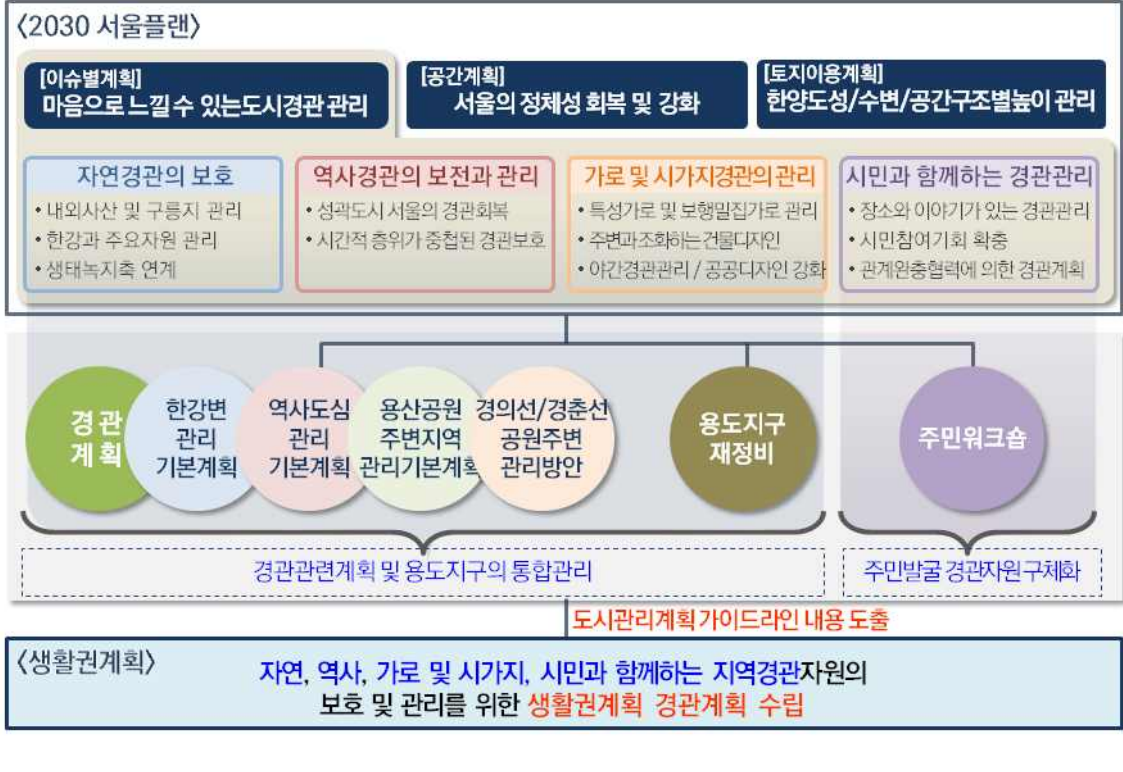 〈2030 서울플랜〉
[이슈별계획]
마음으로 느낄 수 있는도시경관 관리
[공간계획]
서울의 정체성 회복 및 강화
[토지이용계획]
한양도성/수변/공간구조별높이 관리
자연경관의 보호
• 내외사산 및 구릉지 관리
• 한강과 주요자원 관리
• 생태녹지축 연계
역사경관의 보전과 관리
• 성곽도시 서울의 경관회복
• 시간적 층위가 중첩된 경관보호
가로 및 시가지경관의 관리
• 특성가로 및 보행밀집가로 관리
• 주변과조화하는건물디자인
• 야간경관관리 / 공공디자인 강화
시민과 함께하는 경관관리
• 장소와 이야기가 있는 경관관리
• 시민참여기회 확충
• 관계완충협력에 의한 경관계획
경관
계획
한강변
관리
기본계획
역사도심
관리
기본계획
용산공원
주변지역
관리기본계획
경의선/경춘선
공원주변
관리방안
용도지구
재정비
주민워크숍
경관관련계획 및 용도지구의 통합관리
주민발굴 경관자원 구체화
도시관리계획 가이드라인 내용 도출
〈생활권계획〉
자연, 역사, 가로 및 시가지, 시민과 함께하는 지역경관자원의
보호 및 관리를 위한 생활권계획 경관계획 수립